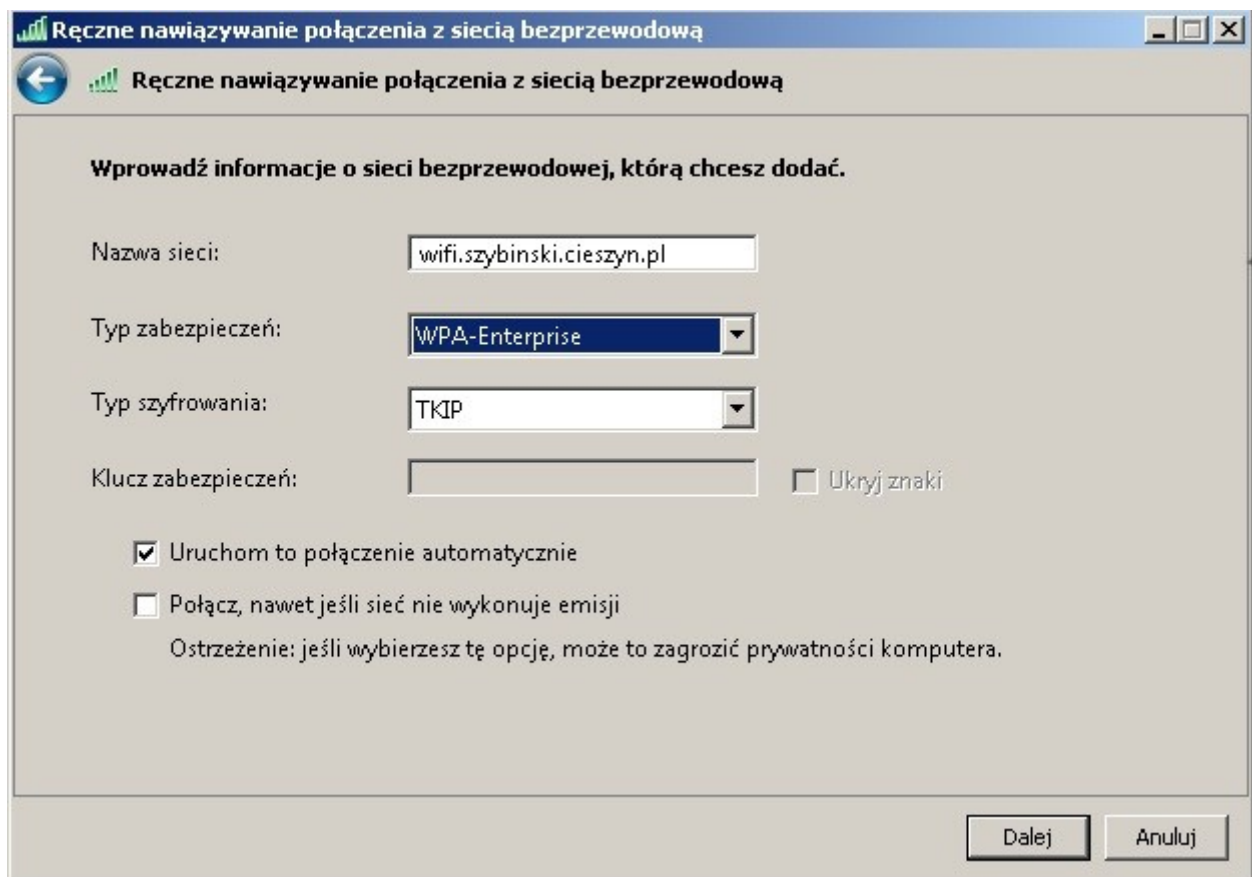 Ręczne nawiązywanie połączenia z siecią bezprzewodową
Ręczne nawiązywanie połączenia z siecią bezprzewodową
Wprowadź informacje o sieci bezprzewodowej, którą chcesz dodać.
Nazwa sieci: wifi.szybinski.cieszyn.pl
Typ zabezpieczeń: WPA-Enterprise
Typ szyfrowania: TKIP
Klucz zabezpieczeń: Ukryj znaki
Uruchom to połączenie automatycznie
Połącz, nawet jeśli sieć nie wykonuje emisji
Ostrzeżenie: jeśli wybierzesz tę opcję, może to zagrozić prywatności komputera.
Dalej Anuluj